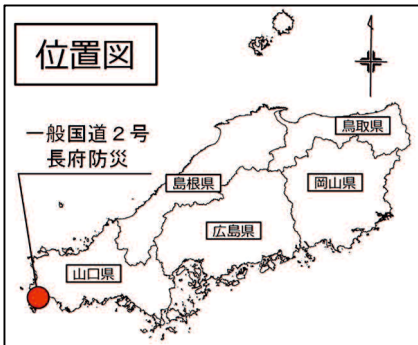 位置図
一般国道２号
長府防災
鳥取県
島根県
岡山県
広島県
山口県